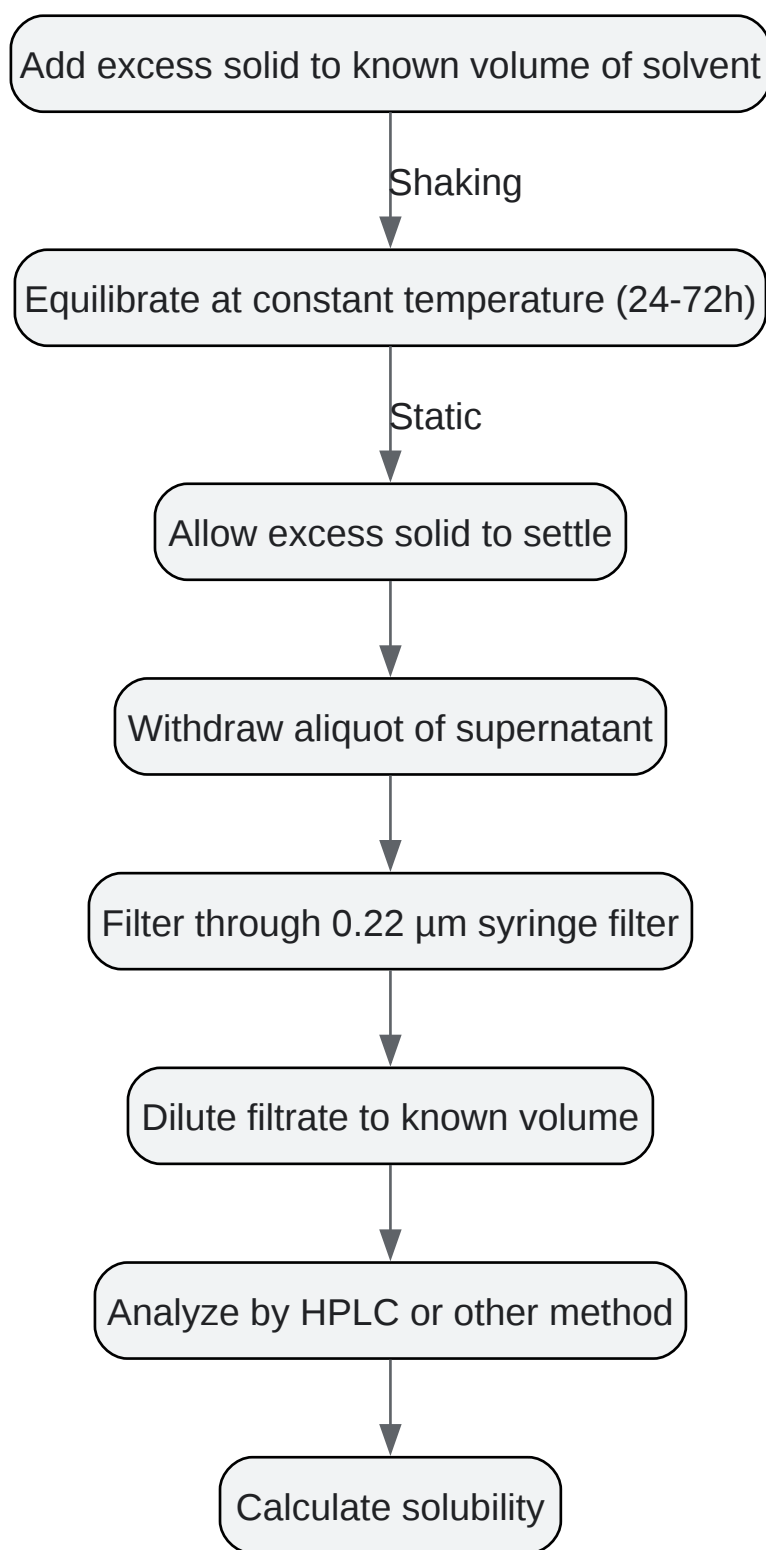 Add excess solid to known volume of solvent
Shaking
Equilibrate at constant temperature (24-72h)
Static
Allow excess solid to settle
Withdraw aliquot of supernatant
Filter through 0.22 µm syringe filter
Dilute filtrate to known volume
Analyze by HPLC or other method
Calculate solubility